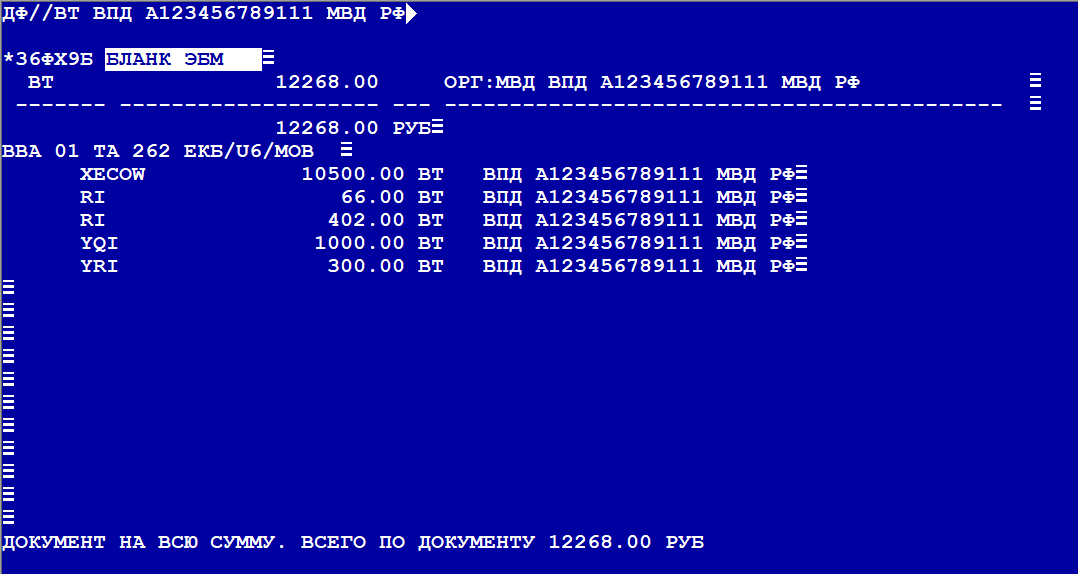 ДФ//ВТ ВПД А123456789111 МВД РФ
*36ФХ9Б БЛАНК ЭБМ
ВТ 12268.00 ОРГ:МВД ВПД А123456789111 МВД РФ
------- -------------------- --- -------------------------------------------
12268.00 РУБ
ВВА 01 ТА 262 ЕКБ/U6/МОВ
XECOW 10500.00 ВТ ВПД А123456789111 МВД РФ
RI 66.00 ВТ ВПД А123456789111 МВД РФ
RI 402.00 ВТ ВПД А123456789111 МВД РФ
YQI 1000.00 ВТ ВПД А123456789111 МВД РФ
YRI 300.00 ВТ ВПД А123456789111 МВД РФ
ДОКУМЕНТ НА ВСЮ СУММУ. ВСЕГО ПО ДОКУМЕНТУ 12268.00 РУБ